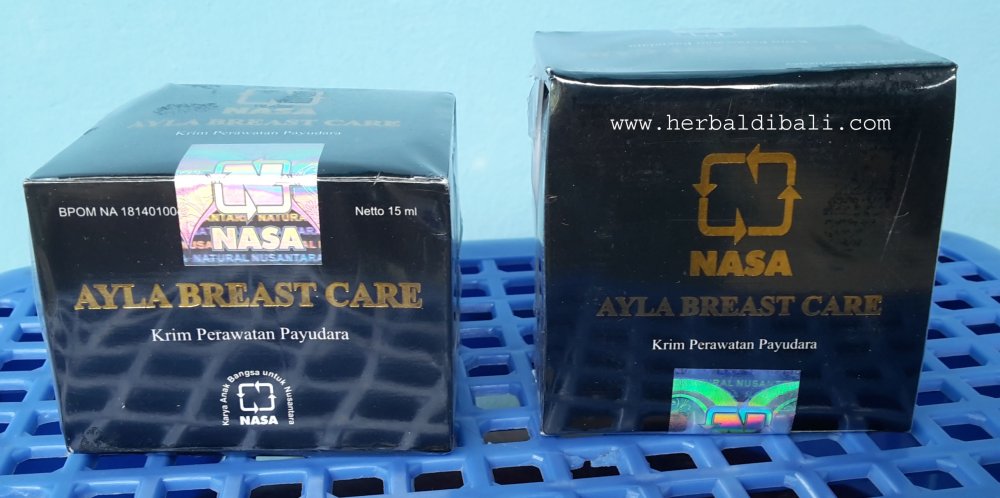 NASA
AYLA BREAST CARE
Krim Perawatan Payudara
BPOM NA 18140100
Netto 15 ml
NASA
NATURAL NUSANTARA
AYLA BREAST CARE
Krim Perawatan Payudara
Karya Anak Bangsa untuk Nusantara
NASA
www.herbaldibali.com
NASA
AYLA BREAST CARE
Krim Perawatan Payudara